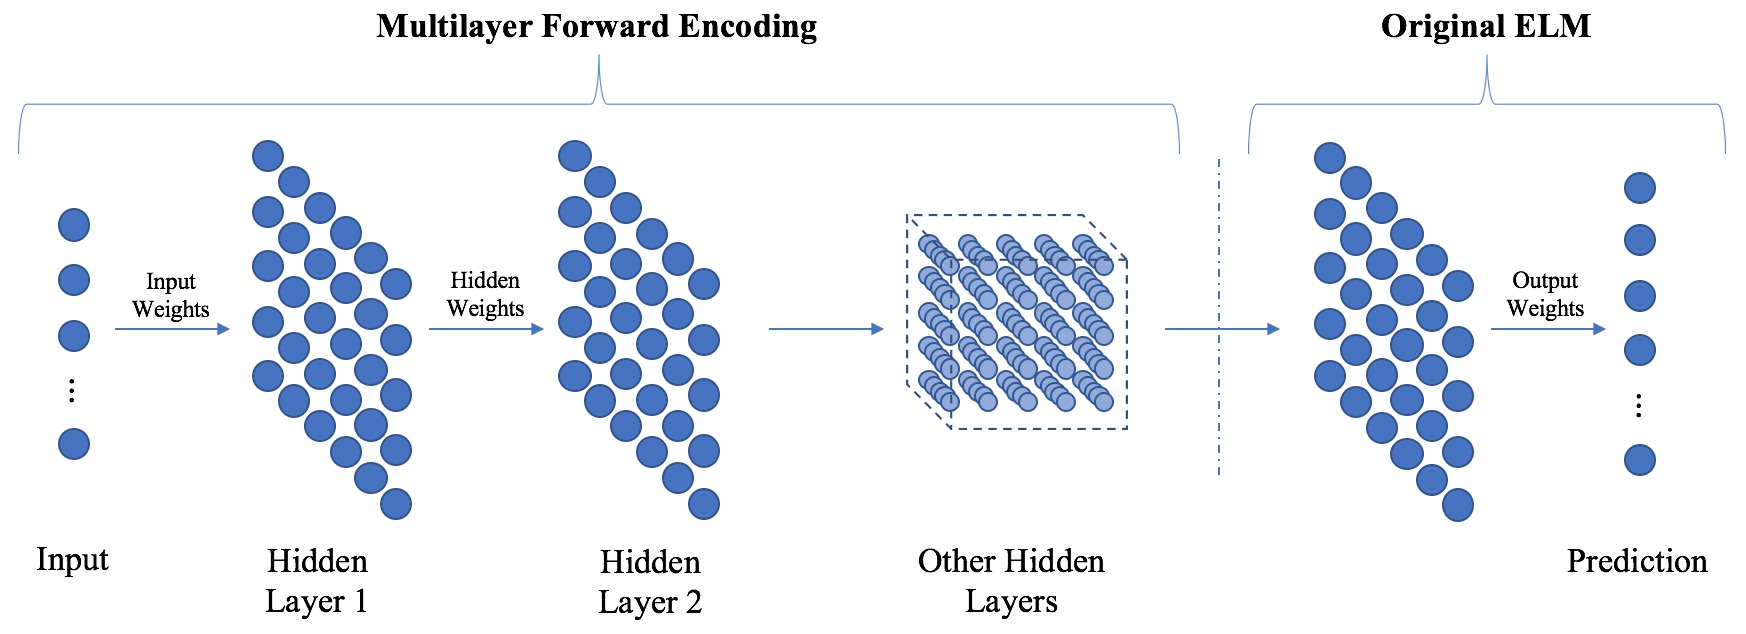 Multilayer Forward Encoding
Original ELM
Input
Weights
Hidden
Weights
Output
Weights
Input
Hidden
Layer 1
Hidden
Layer 2
Other Hidden
Layers
Prediction